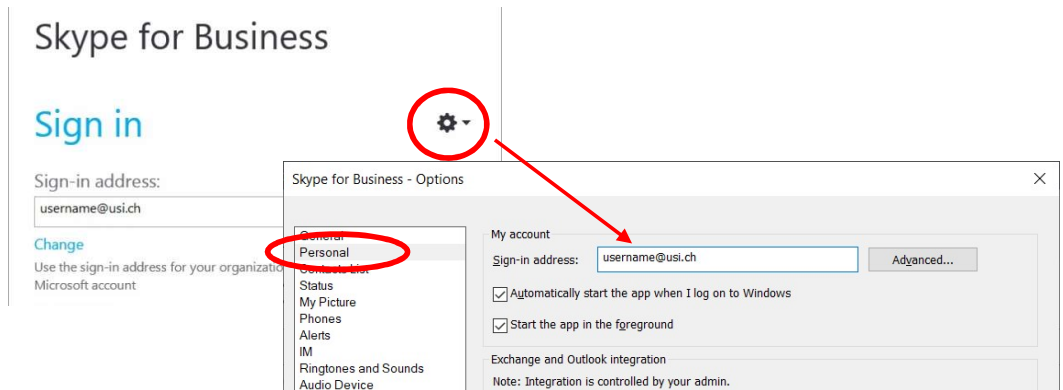 Skype for Business
Sign in
Sign-in address:
username@usi.ch
Change
Use the sign-in address for your organizatio
Microsoft account
Skype for Business - Options
General
Personal
Contacts List
Status
My Picture
Phones
Alerts
IM
Ringtones and Sounds
Audio Device
My account
Sign-in address:
username@usi.ch
Advanced...
Automatically start the app when I log on to Windows
Start the app in the foreground
Exchange and Outlook integration
Note: Integration is controlled by your admin.